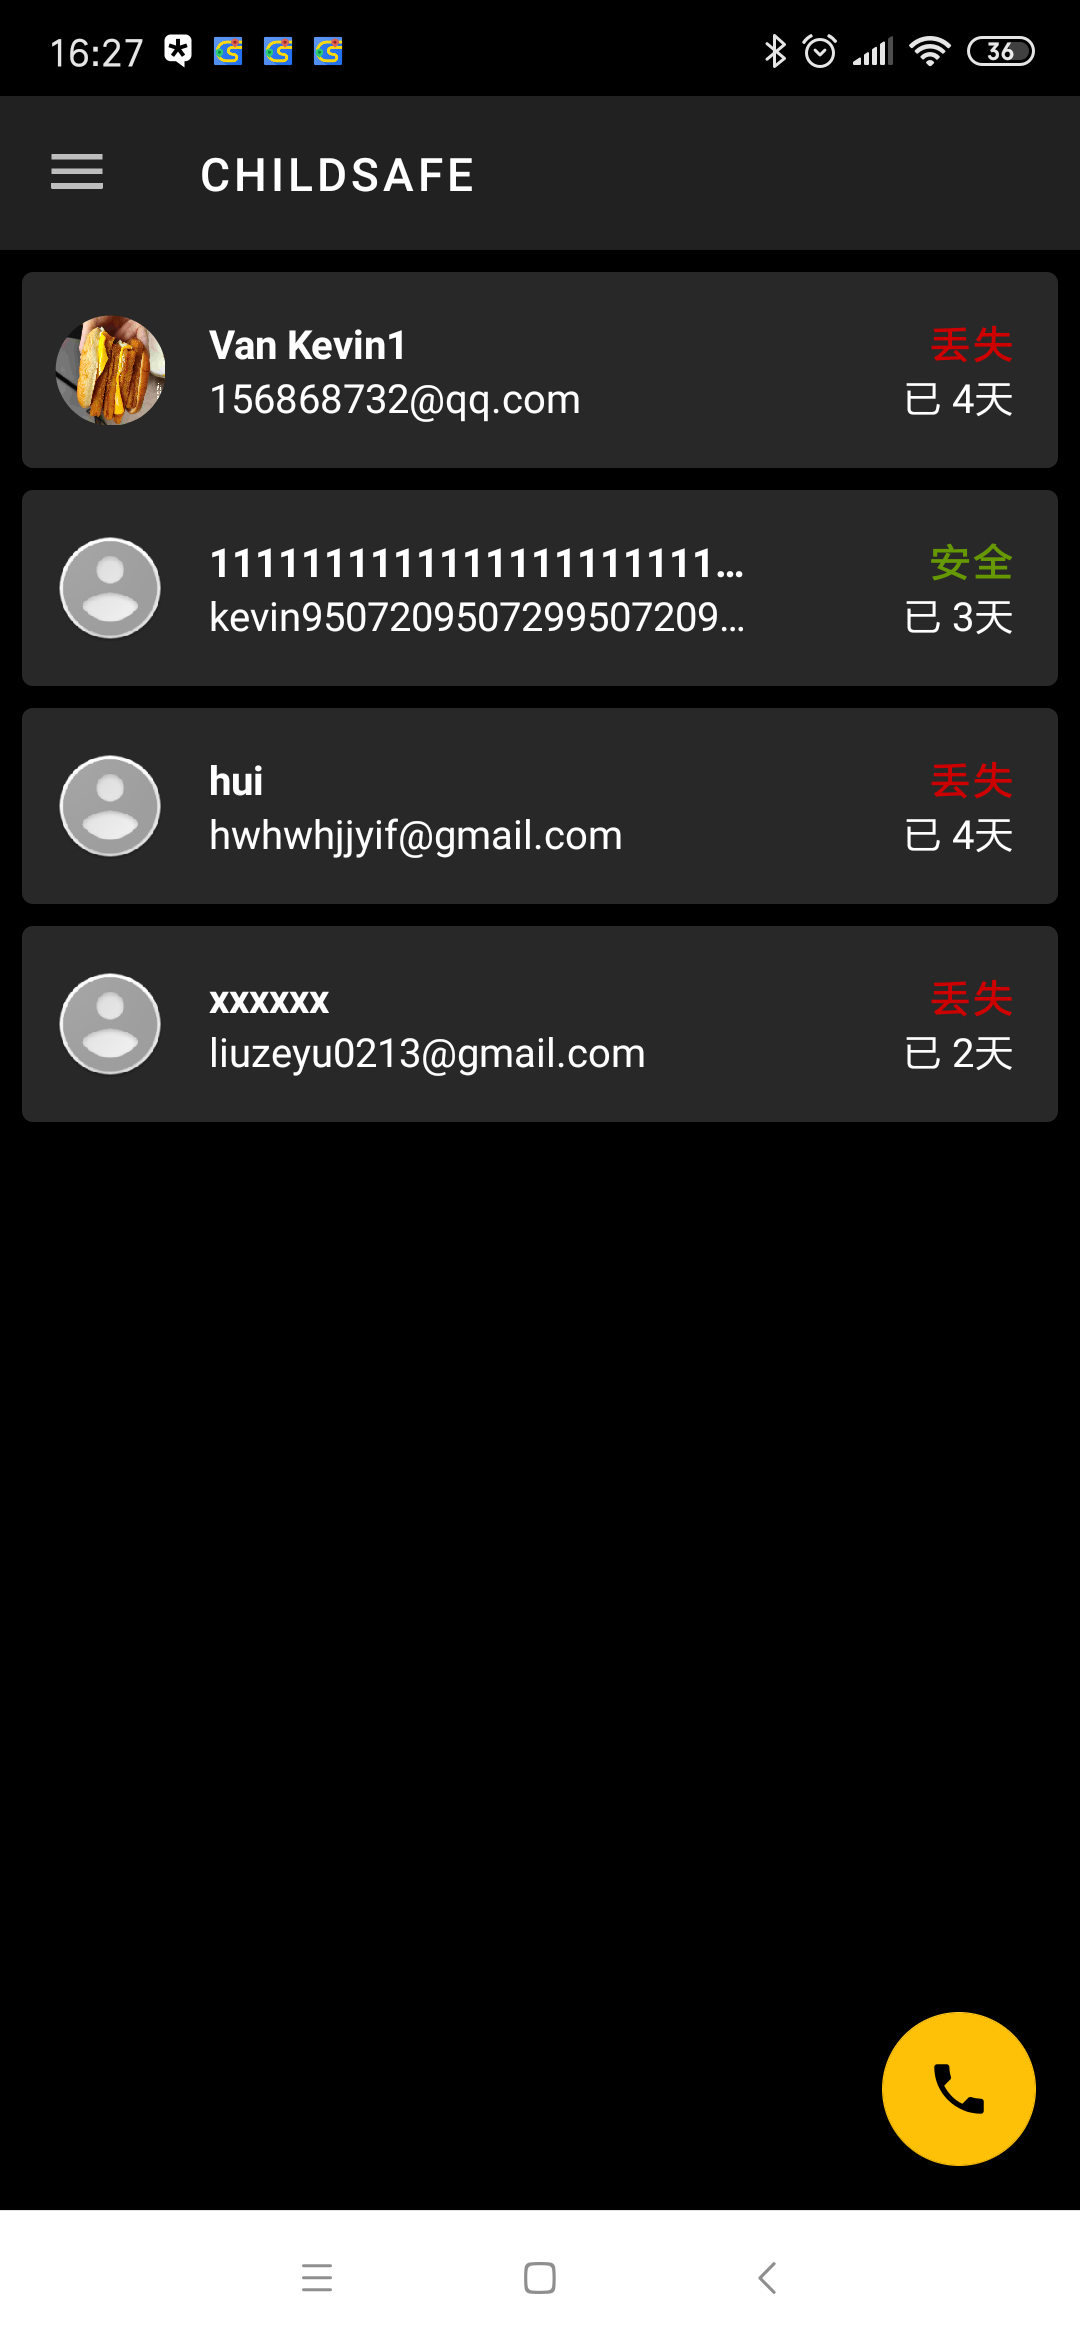 16:27
36
CHILDSAFE
Van Kevin1
丢失
156868732@qq.com
已 4天
1111111111111111111111...
安全
kevin9507209507299507209...
已 3天
hui
丢失
hwhwhjjyif@gmail.com
已 4天
xxxxxx
丢失
liuzeyu0213@gmail.com
已 2天